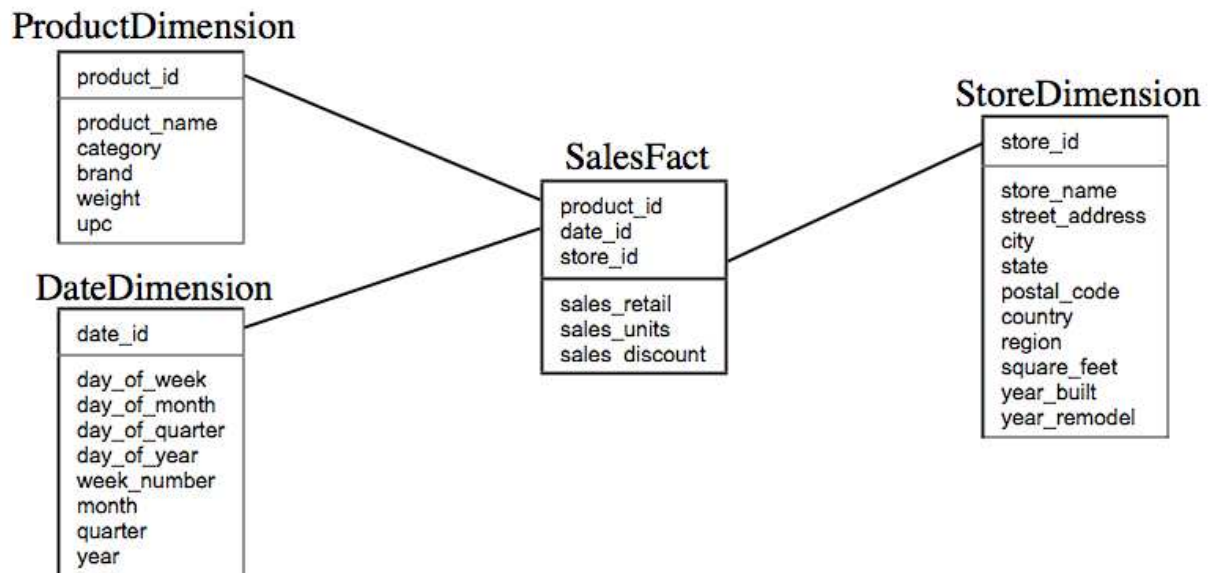 ProductDimension
product_id
product_name
category
brand
weight
upc
DateDimension
date_id
day_of_week
day_of_month
day_of_quarter
day_of_year
week_number
month
quarter
year
SalesFact
product_id
date_id
store_id
sales_retail
sales_units
sales_discount
StoreDimension
store_id
store_name
street_address
city
state
postal_code
country
region
square_feet
year_built
year_remodel